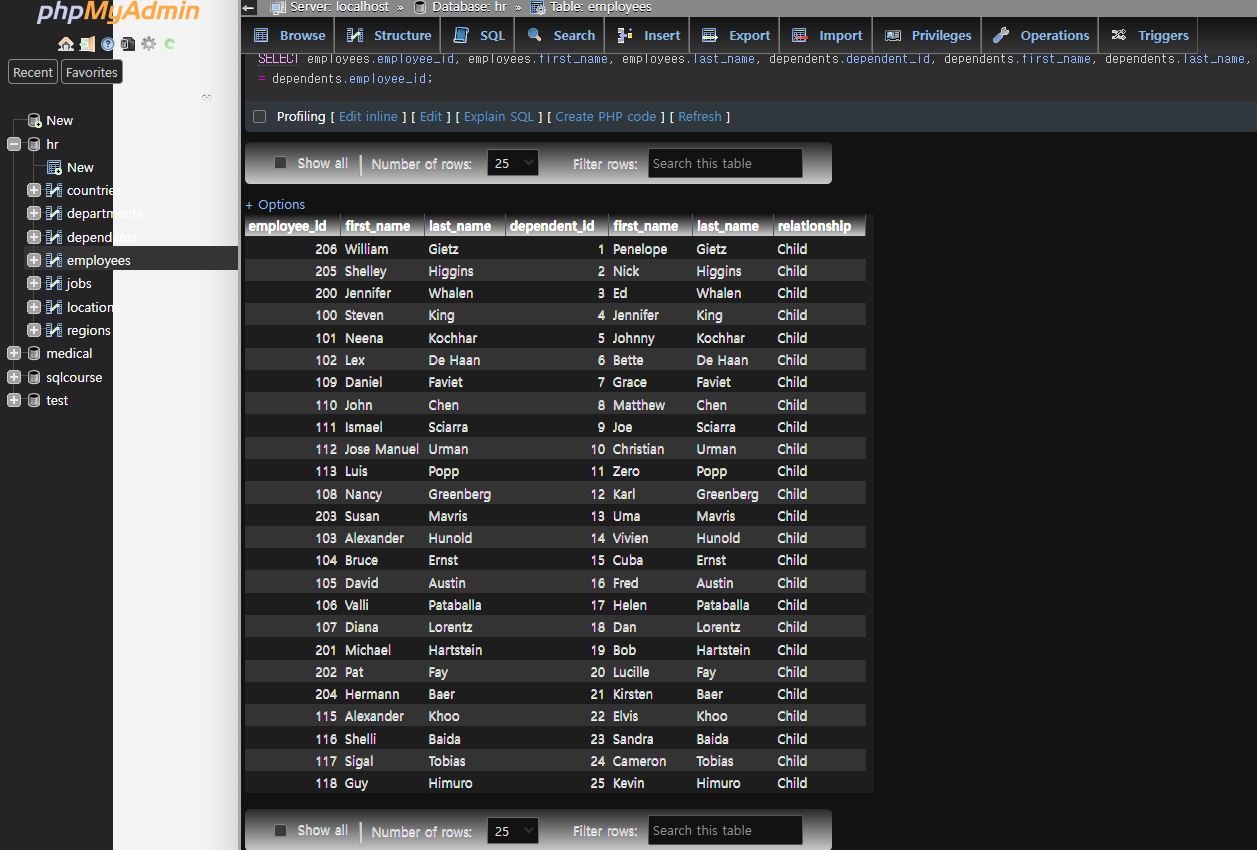 phpMyAdmin
Recent Favorites
New
hr
New
countries
departments
dependents
employees
jobs
locations
regions
medical
sqlcourse
test
Server: localhost » Database: hr » Table: employees
Browse Structure SQL Search Insert Export Import Privileges Operations Triggers
SELECT employees.employee_id, employees.first_name, employees.last_name, dependents.dependent_id, dependents.first_name, dependents.last_name,
= dependents.employee_id;
Profiling [ Edit inline ] [ Edit ] [ Explain SQL ] [ Create PHP code ] [ Refresh ]
Show all | Number of rows: 25 Filter rows: Search this table
+ Options
employee_id first_name last_name dependent_id first_name last_name relationship
206 William Gietz 1 Penelope Gietz Child
205 Shelley Higgins 2 Nick Higgins Child
200 Jennifer Whalen 3 Ed Whalen Child
100 Steven King 4 Jennifer King Child
101 Neena Kochhar 5 Johnny Kochhar Child
102 Lex De Haan 6 Bette De Haan Child
109 Daniel Faviet 7 Grace Faviet Child
110 John Chen 8 Matthew Chen Child
111 Ismael Sciarra 9 Joe Sciarra Child
112 Jose Manuel Urman 10 Christian Urman Child
113 Luis Popp 11 Zero Popp Child
108 Nancy Greenberg 12 Karl Greenberg Child
203 Susan Mavris 13 Uma Mavris Child
103 Alexander Hunold 14 Vivien Hunold Child
104 Bruce Ernst 15 Cuba Ernst Child
105 David Austin 16 Fred Austin Child
106 Valli Pataballa 17 Helen Pataballa Child
107 Diana Lorentz 18 Dan Lorentz Child
201 Michael Hartstein 19 Bob Hartstein Child
202 Pat Fay 20 Lucille Fay Child
204 Hermann Baer 21 Kirsten Baer Child
115 Alexander Khoo 22 Elvis Khoo Child
116 Shelli Baida 23 Sandra Baida Child
117 Sigal Tobias 24 Cameron Tobias Child
118 Guy Himuro 25 Kevin Himuro Child
Show all | Number of rows: 25 Filter rows: Search this table